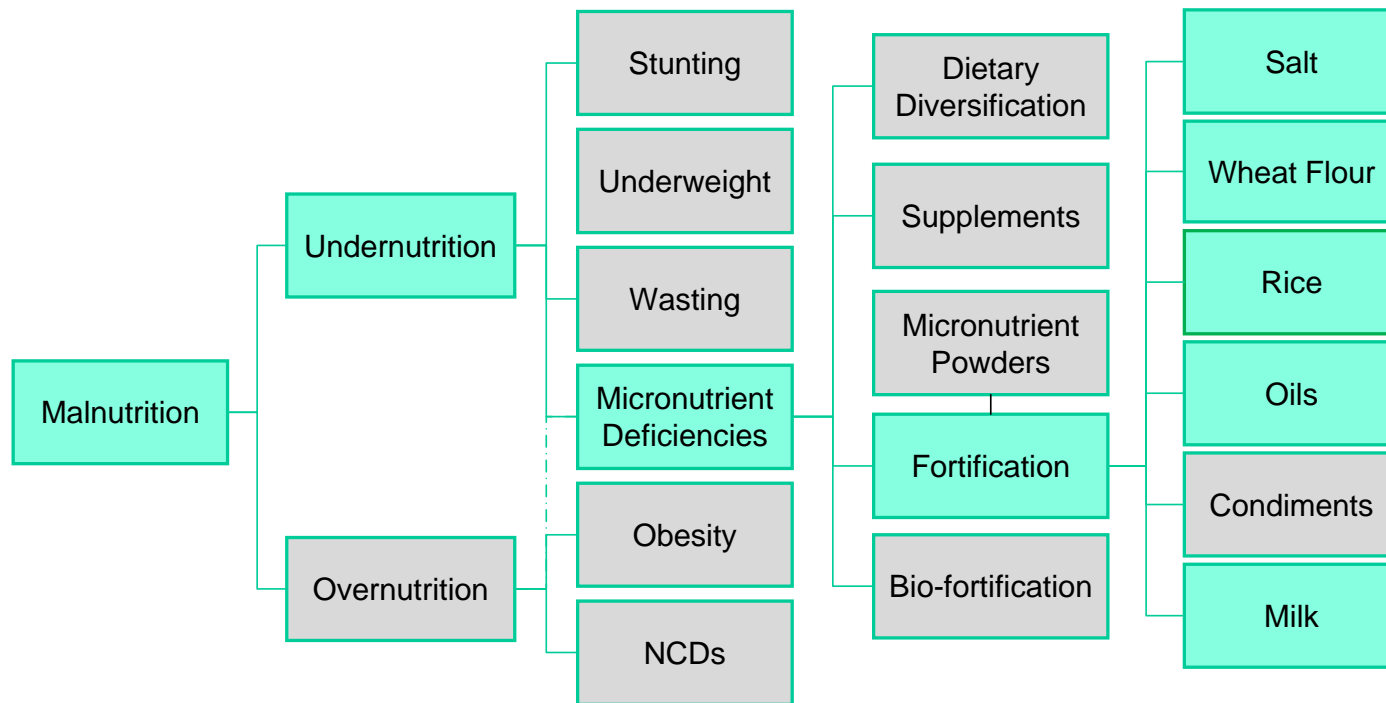 Malnutrition
Undernutrition
Overnutrition
Stunting
Underweight
Wasting
Micronutrient
Deficiencies
Obesity
NCDs
Dietary
Diversification
Supplements
Micronutrient
Powders
Fortification
Bio-fortification
Salt
Wheat Flour
Rice
Oils
Condiments
Milk